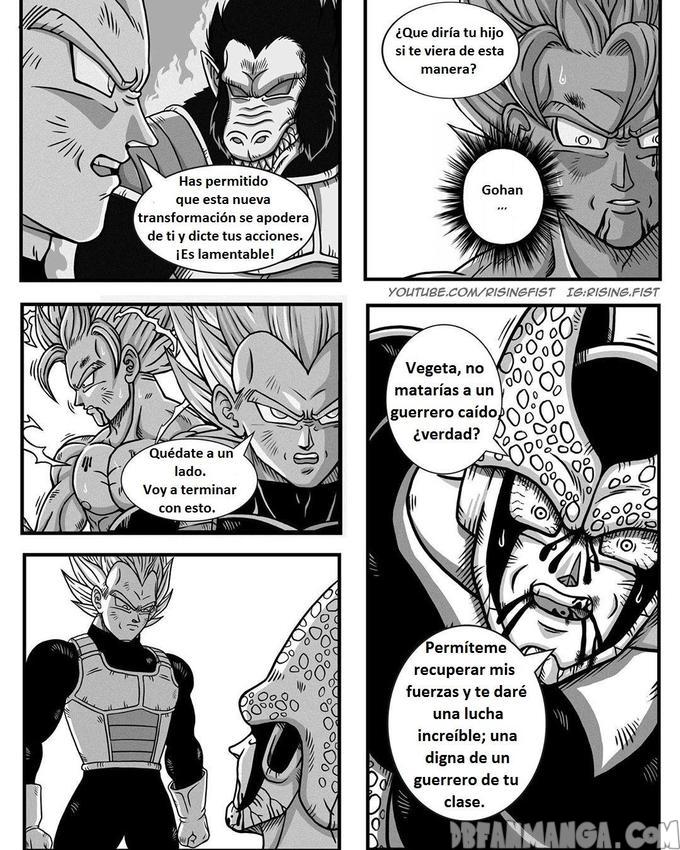 Has permitido
que esta nueva
transformación se apodera
de ti y dicte tus acciones.
¡Es lamentable!
¿Que diría tu hijo
si te viera de esta
manera?
Gohan
,,,
YOUTUBE.COM/RISINGFIST IG:RISING.FIST
Quédate a un
lado.
Voy a terminar
con esto.
Vegeta, no
matarías a un
guerrero caído,
¿verdad?
Permíteme
recuperar mis
fuerzas y te daré
una lucha
increíble; una
digna de un
guerrero de tu
clase.
DBFANMANGA.COM